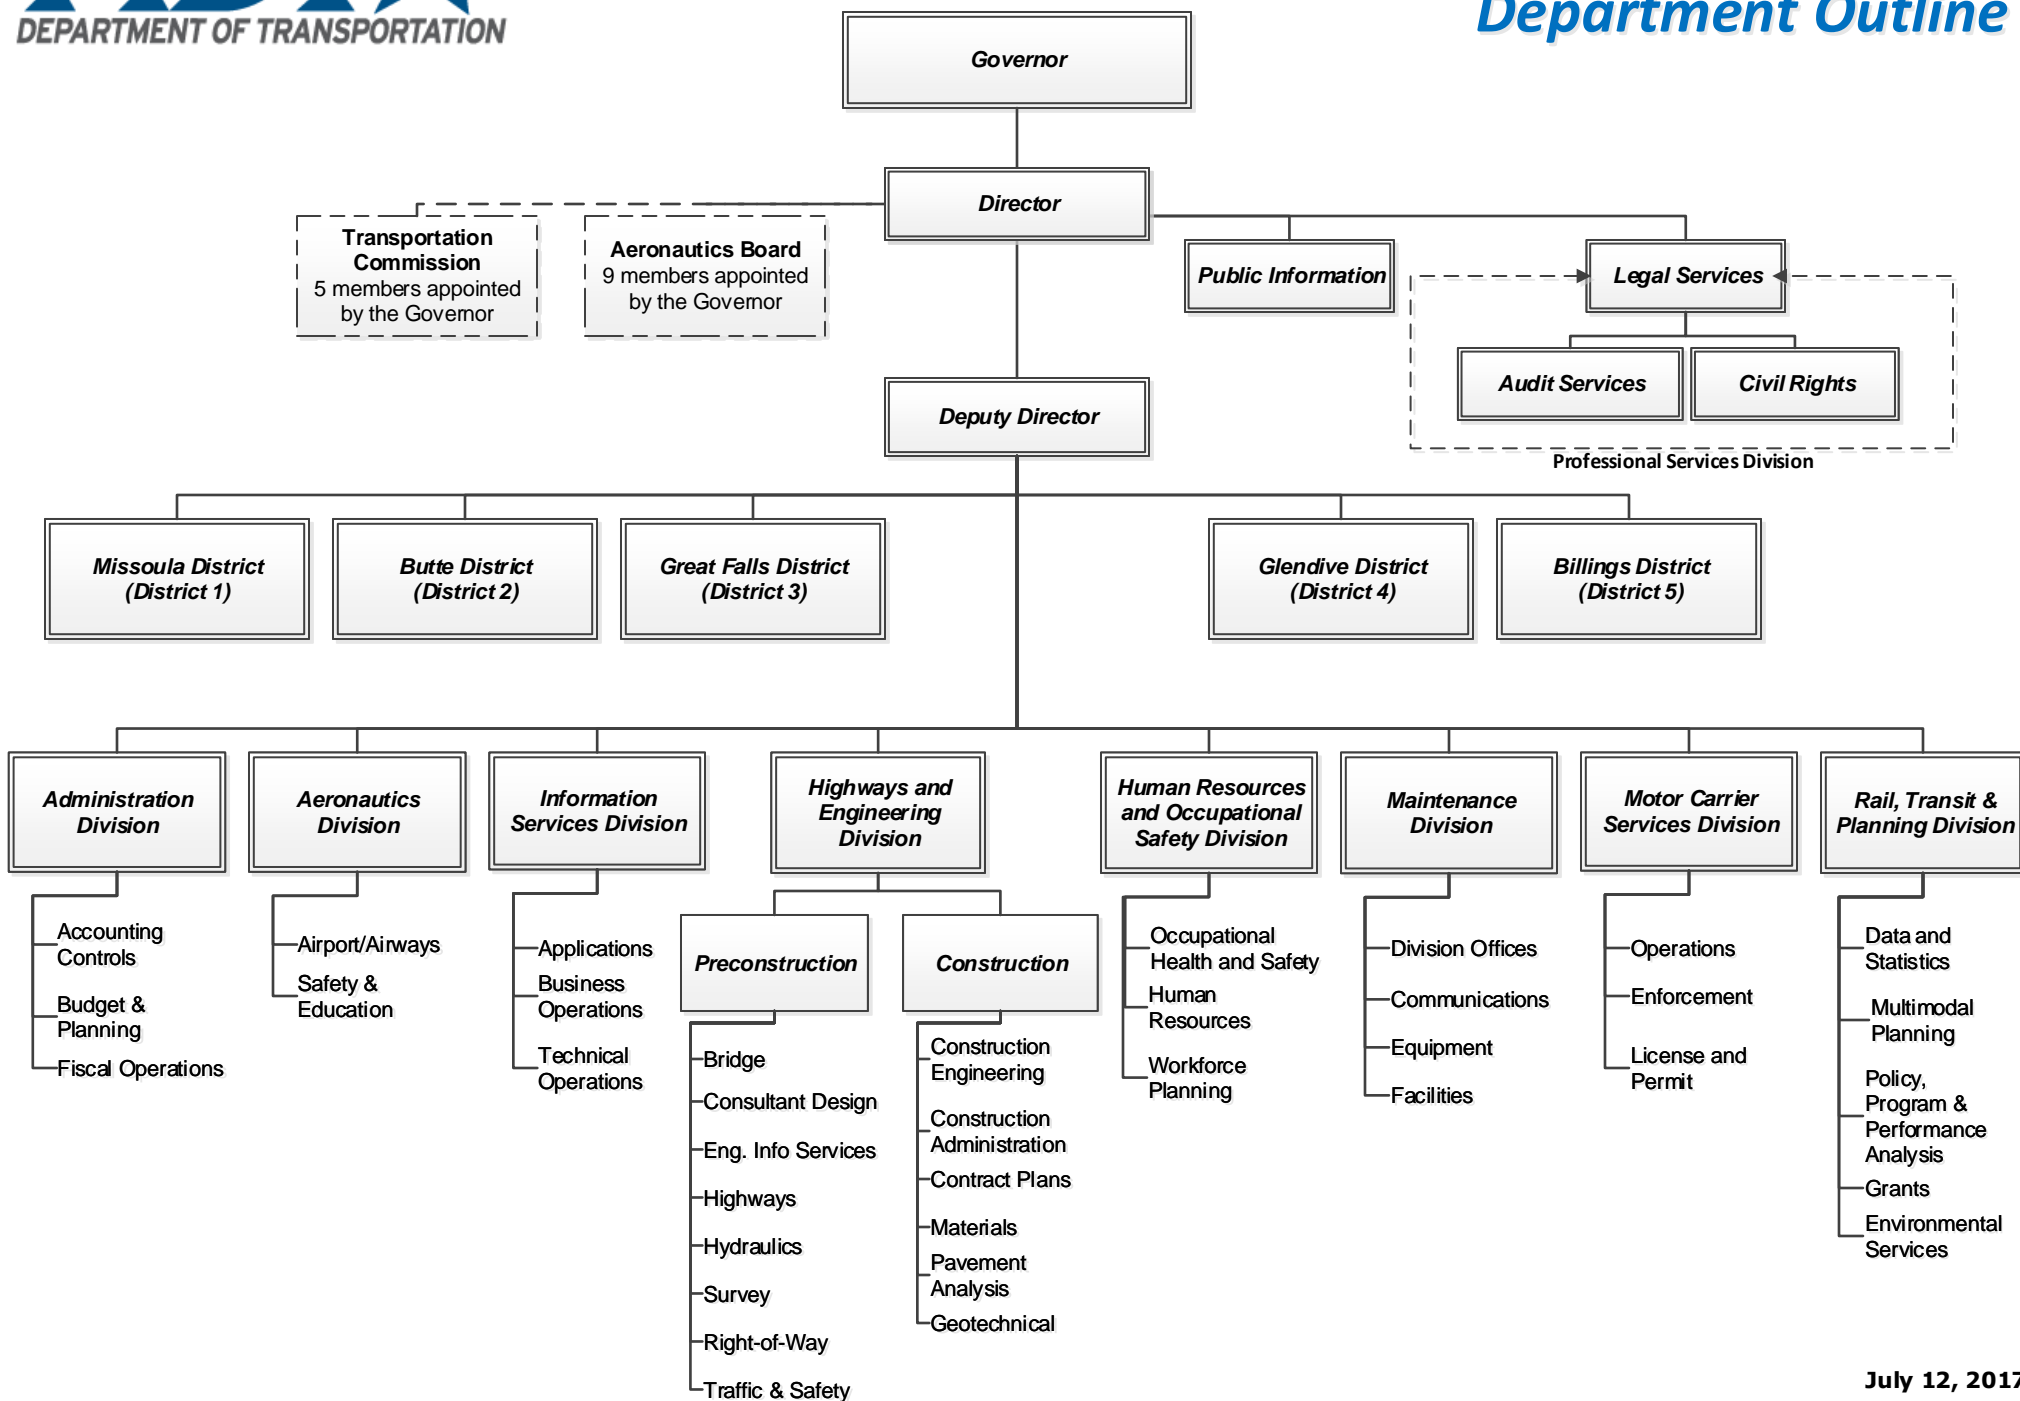 DEPARTMENT OF TRANSPORTATION
Department Outline
Governor
Director
Transportation
Commission
5 members appointed
by the Governor
Aeronautics Board
9 members appointed
by the Governor
Public Information
Legal Services
Audit Services
Civil Rights
Professional Services Division
Deputy Director
Missoula District
(District 1)
Butte District
(District 2)
Great Falls District
(District 3)
Glendive District
(District 4)
Billings District
(District 5)
Administration
Division
Accounting
Controls
Budget &
Planning
Fiscal Operations
Aeronautics
Division
Airport/Airways
Safety &
Education
Information
Services Division
Applications
Business
Operations
Technical
Operations
Highways and
Engineering
Division
Preconstruction
Bridge
Consultant Design
Eng. Info Services
Highways
Hydraulics
Survey
Right-of-Way
Traffic & Safety
Construction
Construction
Engineering
Construction
Administration
Contract Plans
Materials
Pavement
Analysis
Geotechnical
Human Resources
and Occupational
Safety Division
Occupational
Health and Safety
Human
Resources
Workforce
Planning
Maintenance
Division
Division Offices
Communications
Equipment
Facilities
Motor Carrier
Services Division
Operations
Enforcement
License and
Permit
Rail, Transit &
Planning Division
Data and
Statistics
Multimodal
Planning
Policy,
Program &
Performance
Analysis
Grants
Environmental
Services
July 12, 2017